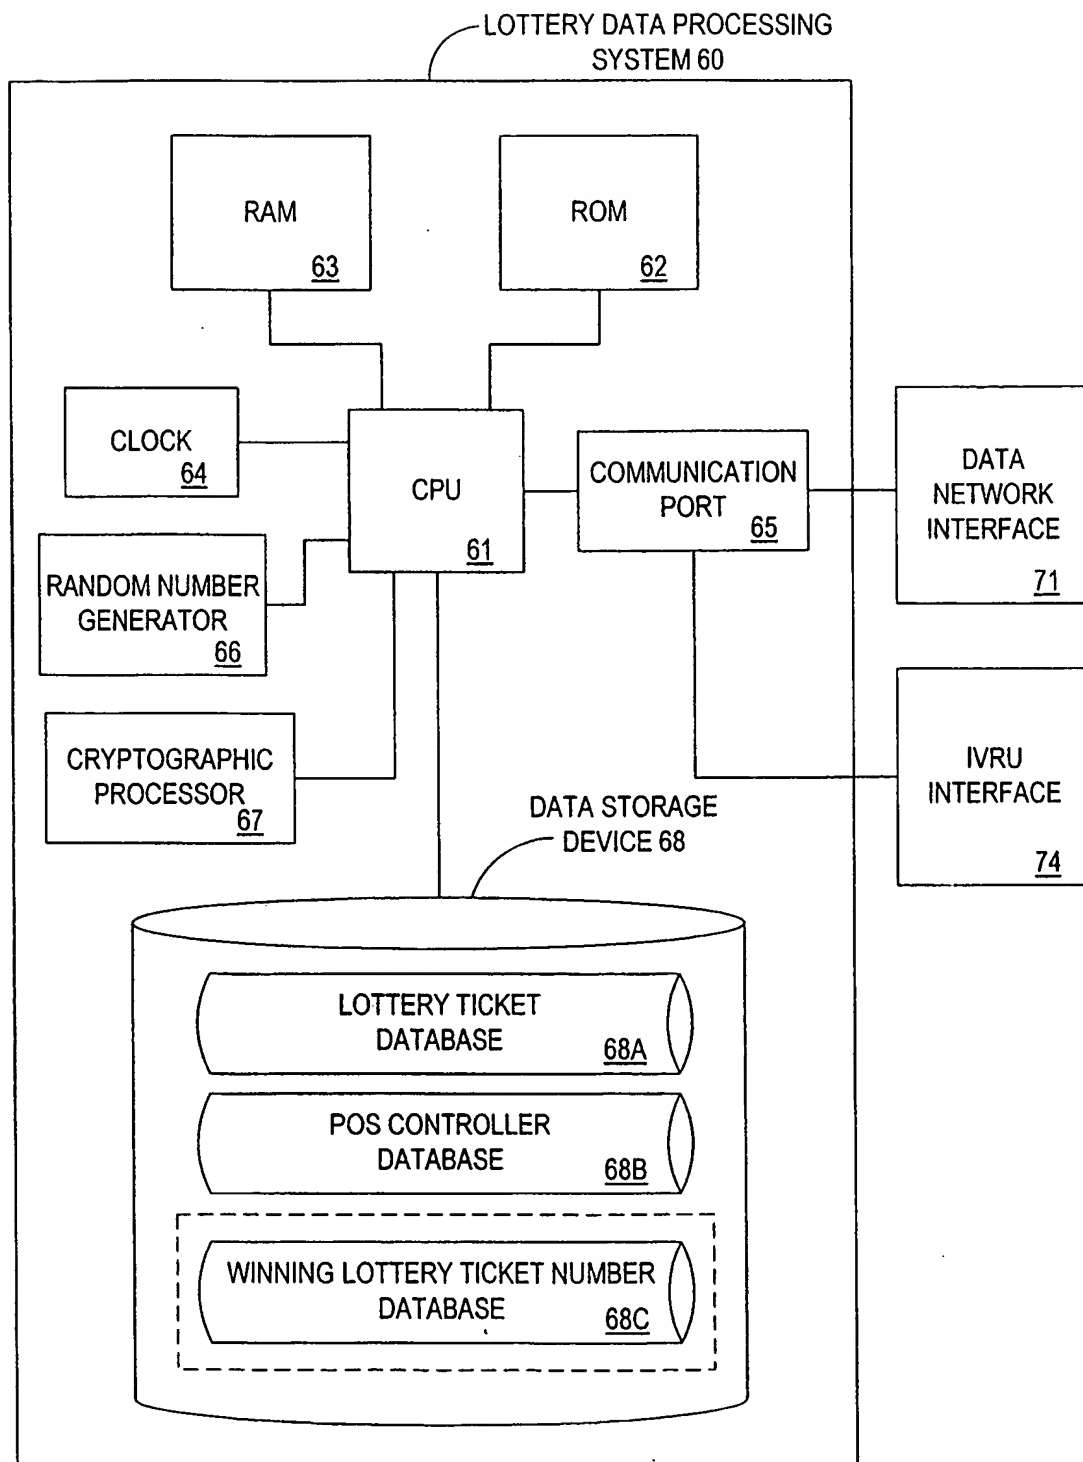 LOTTERY DATA PROCESSING
SYSTEM 60
RAM
63
ROM
62
CLOCK
64
CPU
61
COMMUNICATION
PORT
65
DATA
NETWORK
INTERFACE
71
RANDOM NUMBER
GENERATOR
66
CRYPTOGRAPHIC
PROCESSOR
67
IVRU
INTERFACE
74
DATA STORAGE
DEVICE 68
LOTTERY TICKET
DATABASE
68A
POS CONTROLLER
DATABASE
68B
WINNING LOTTERY TICKET NUMBER
DATABASE
68C